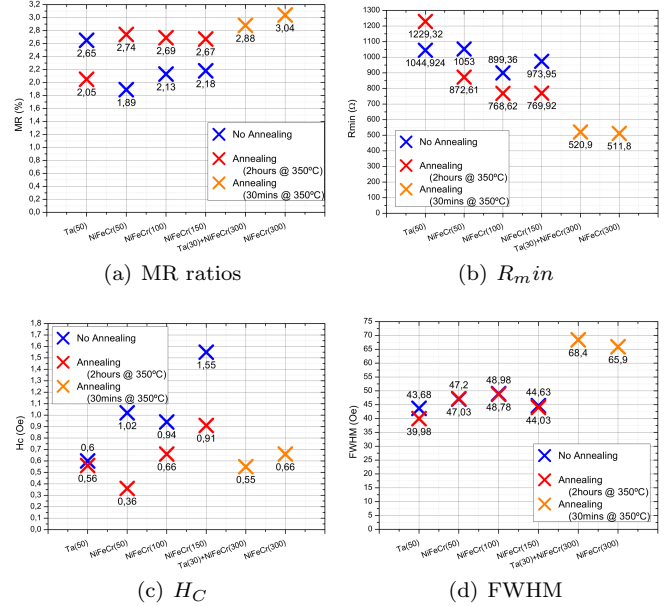 3,2
3,0
2,8
2,6
2,4
2,2
2,0
1,8
1,6
1,4
1,2
1,0
0,8
0,6
0,4
0,2
0,0
MR (%)
2,65
2,05
2,74
1,89
2,69
2,13
2,67
2,18
2,88
3,04
No Annealing
Annealing
(2hours @ 350ºC)
Annealing
(30mins @ 350ºC)
Ta(50)
NiFeCr(50)
NiFeCr(100)
NiFeCr(150)
Ta(30)+NiFeCr(300)
NiFeCr(300)
(a) MR ratios
1300
1200
1100
1000
900
800
700
600
500
400
300
200
100
0
Rmin (Ω)
1229,32
1044,924
1053
872,61
899,36
768,62
973,95
769,92
520,9
511,8
No Annealing
Annealing
(2hours @ 350ºC)
Annealing
(30mins @ 350ºC)
Ta(50)
NiFeCr(50)
NiFeCr(100)
NiFeCr(150)
Ta(30)+NiFeCr(300)
NiFeCr(300)
(b) R_min
1,8
1,7
1,6
1,5
1,4
1,3
1,2
1,1
1,0
0,9
0,8
0,7
0,6
0,5
0,4
0,3
0,2
0,1
0,0
Hc (Oe)
No Annealing
Annealing
(2hours @ 350ºC)
Annealing
(30mins @ 350ºC)
0,6
0,56
1,02
0,36
0,94
0,66
1,55
0,91
0,55
0,66
Ta(50)
NiFeCr(50)
NiFeCr(100)
NiFeCr(150)
Ta(30)+NiFeCr(300)
NiFeCr(300)
(c) H_C
75
70
65
60
55
50
45
40
35
30
25
20
15
10
5
0
FWHM (Oe)
43,68
39,98
47,2
47,03
48,98
48,78
44,63
44,03
68,4
65,9
No Annealing
Annealing
(2hours @ 350ºC)
Annealing
(30mins @ 350ºC)
Ta(50)
NiFeCr(50)
NiFeCr(100)
NiFeCr(150)
Ta(30)+NiFeCr(300)
NiFeCr(300)
(d) FWHM